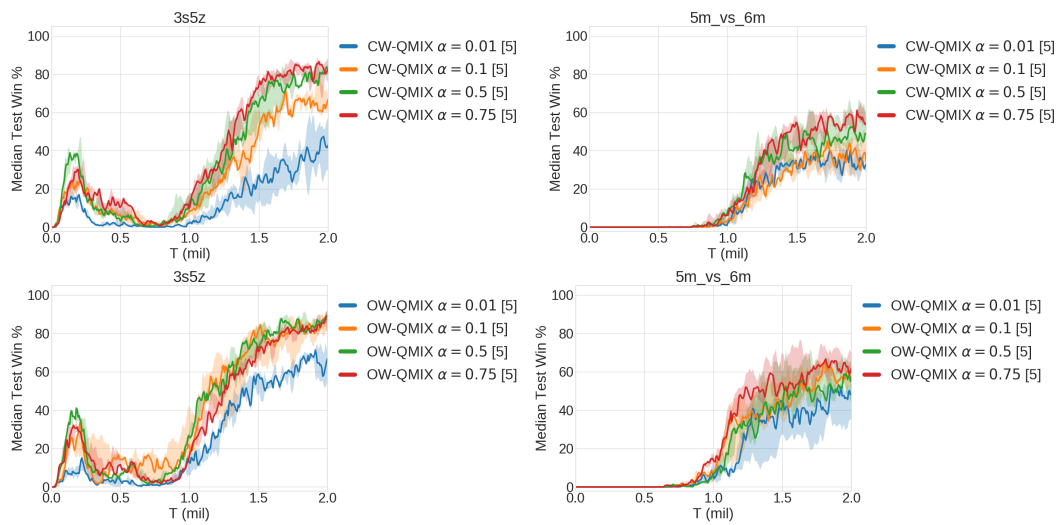 3s5z
100
80
60
40
20
0
Median Test Win %
0.0 0.5 1.0 1.5 2.0
T (mil)
CW-QMIX α = 0.01 [5]
CW-QMIX α = 0.1 [5]
CW-QMIX α = 0.5 [5]
CW-QMIX α = 0.75 [5]
5m_vs_6m
100
80
60
40
20
0
Median Test Win %
0.0 0.5 1.0 1.5 2.0
T (mil)
CW-QMIX α = 0.01 [5]
CW-QMIX α = 0.1 [5]
CW-QMIX α = 0.5 [5]
CW-QMIX α = 0.75 [5]
3s5z
100
80
60
40
20
0
Median Test Win %
0.0 0.5 1.0 1.5 2.0
T (mil)
OW-QMIX α = 0.01 [5]
OW-QMIX α = 0.1 [5]
OW-QMIX α = 0.5 [5]
OW-QMIX α = 0.75 [5]
5m_vs_6m
100
80
60
40
20
0
Median Test Win %
0.0 0.5 1.0 1.5 2.0
T (mil)
OW-QMIX α = 0.01 [5]
OW-QMIX α = 0.1 [5]
OW-QMIX α = 0.5 [5]
OW-QMIX α = 0.75 [5]